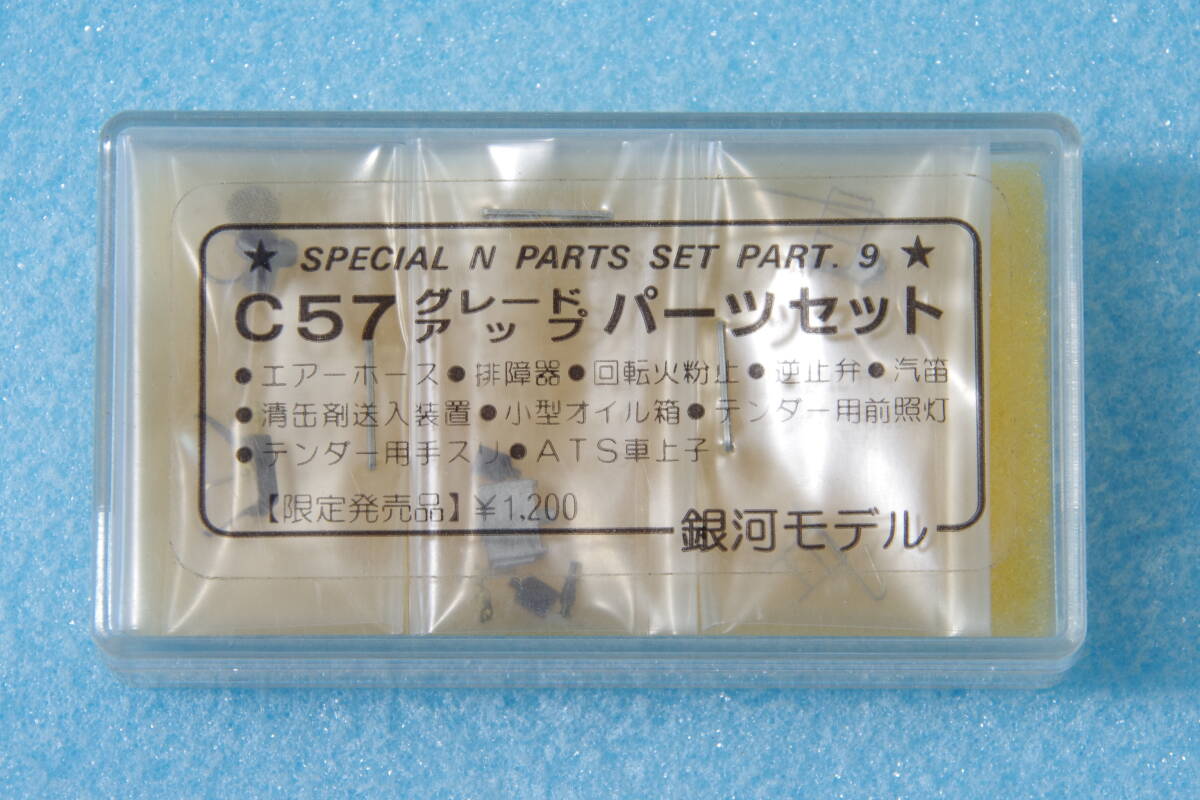 ★ SPECIAL N PARTS SET PART. 9 ★
C57グレードアップパーツセット
●エアーホース●排障器●回転火粉止●逆止弁●汽笛
●清缶剤送入装置●小型オイル箱●テンダー用前照灯
●テンダー用手スリ●ATS車上子
【限定発売品】¥1,200
銀河モデル